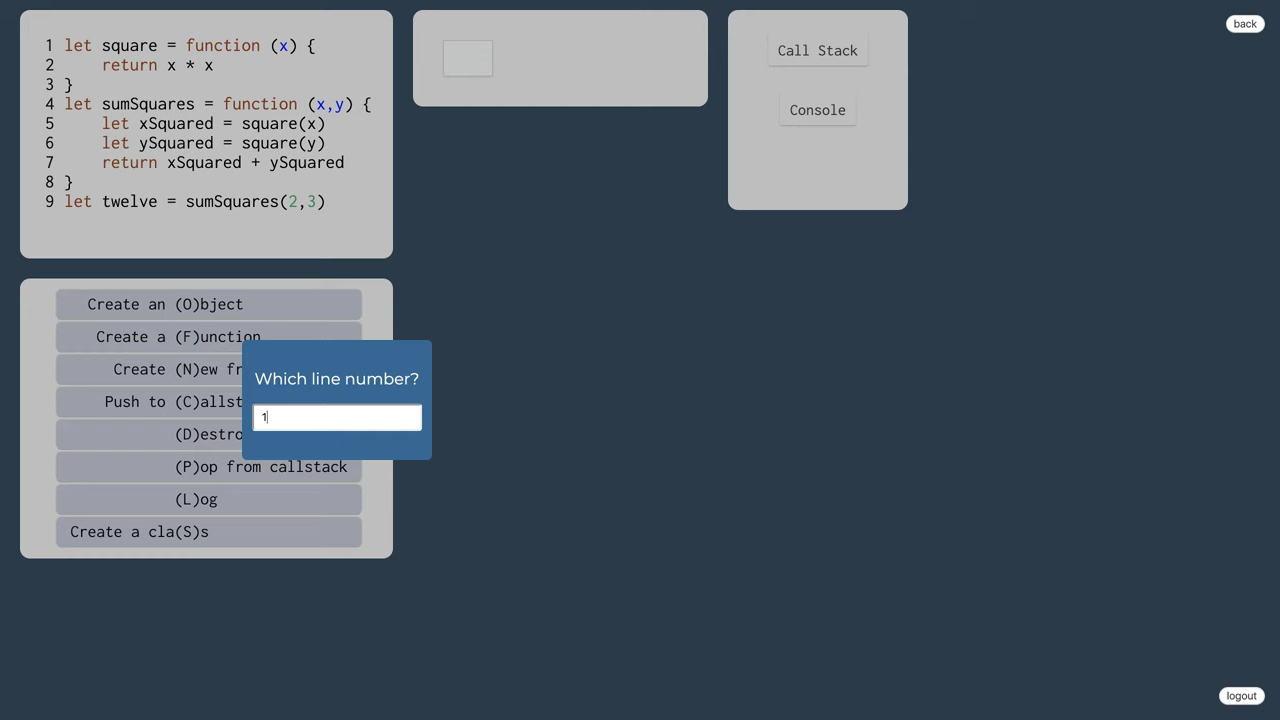 1 let square = function (x) {
2 return x * x
3 }
4 let sumSquares = function (x,y) {
5 let xSquared = square(x)
6 let ySquared = square(y)
7 return xSquared + ySquared
8 }
9 let twelve = sumSquares(2,3)
Call Stack
Console
back
Create an (O)bject
Create a (F)unction
Create (N)ew fr
Push to (C)allst
(D)estro
(P)op from callstack
(L)og
Create a cla(S)s
Which line number?
1
logout